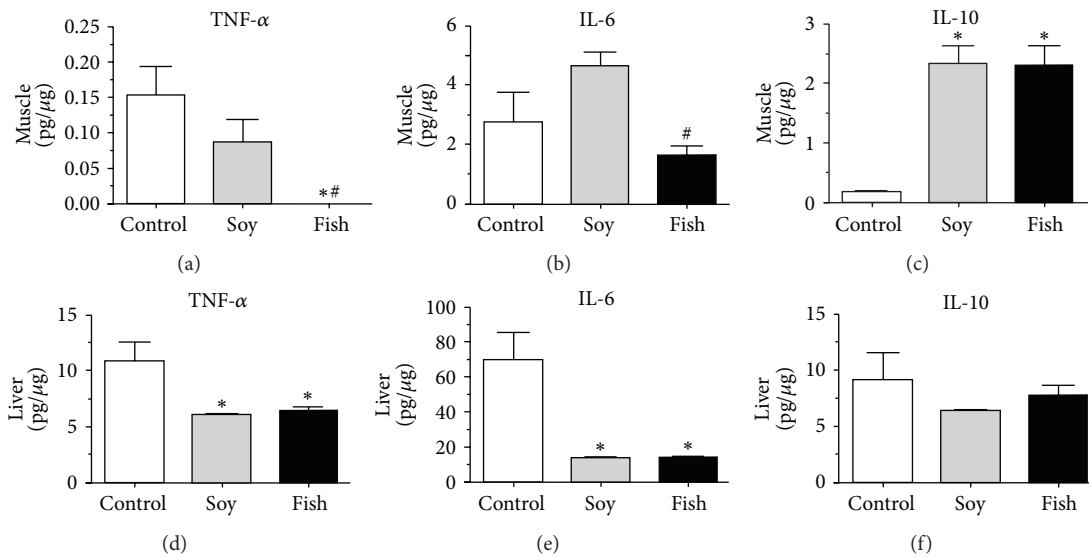 TNF-α
Muscle
(pg/μg)
0.25
0.20
0.15
0.10
0.05
0.00
*#
Control Soy Fish
(a)
IL-6
Muscle
(pg/μg)
6
4
2
0
#
Control Soy Fish
(b)
IL-10
Muscle
(pg/μg)
3
2
1
0
* *
Control Soy Fish
(c)
TNF-α
Liver
(pg/μg)
15
10
5
0
* *
Control Soy Fish
(d)
IL-6
Liver
(pg/μg)
100
80
60
40
20
0
* *
Control Soy Fish
(e)
IL-10
Liver
(pg/μg)
15
10
5
0
Control Soy Fish
(f)